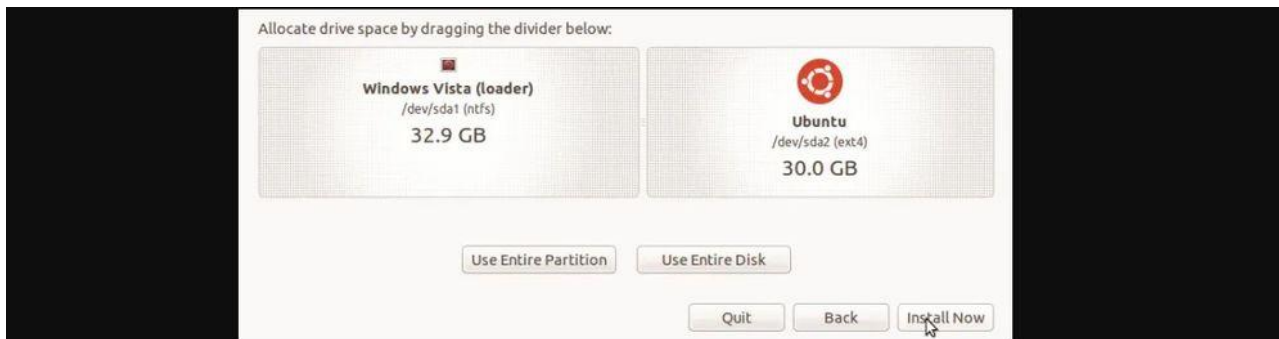 Allocate drive space by dragging the divider below:
Windows Vista (loader)
/dev/sda1 (ntfs)
32.9 GB
Ubuntu
/dev/sda2 (ext4)
30.0 GB
Use Entire Partition
Use Entire Disk
Quit
Back
Install Now